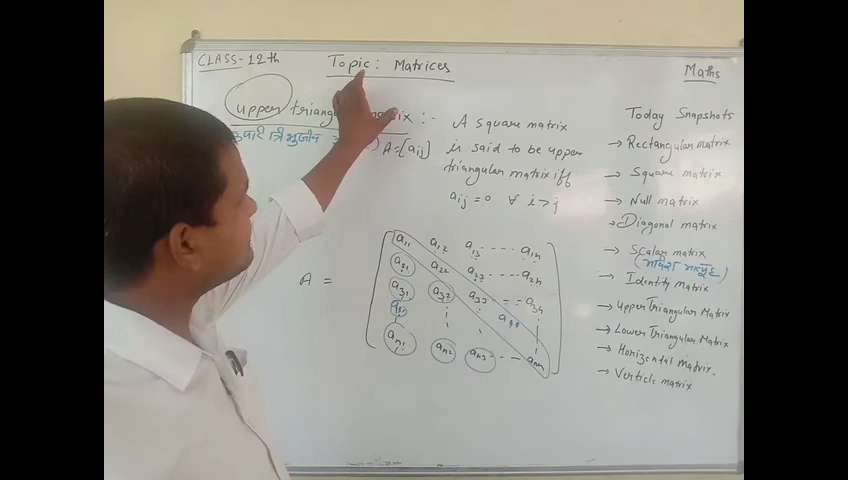 CLASS-12th
Topic: Matrices
Maths
upper triangular matrix :-
A square matrix
A=[aij] is said to be upper
triangular matrix iff
aij = 0 ∀ i>j
A =
a11 a12 a13 ---- a1n
a21 a22 a23 ---- a2n
a31 a32 a33 == a3n
a44
an1 an2 an3 -- ann
Today Snapshots
→ Rectangular matrix
→ Square matrix
→ Null matrix
→ Diagonal matrix
→ Scalar matrix
→ Identity matrix
→ Upper Triangular Matrix
→ Lower Triangular Matrix
→ Horizental Matrix.
→ Verticle matrix